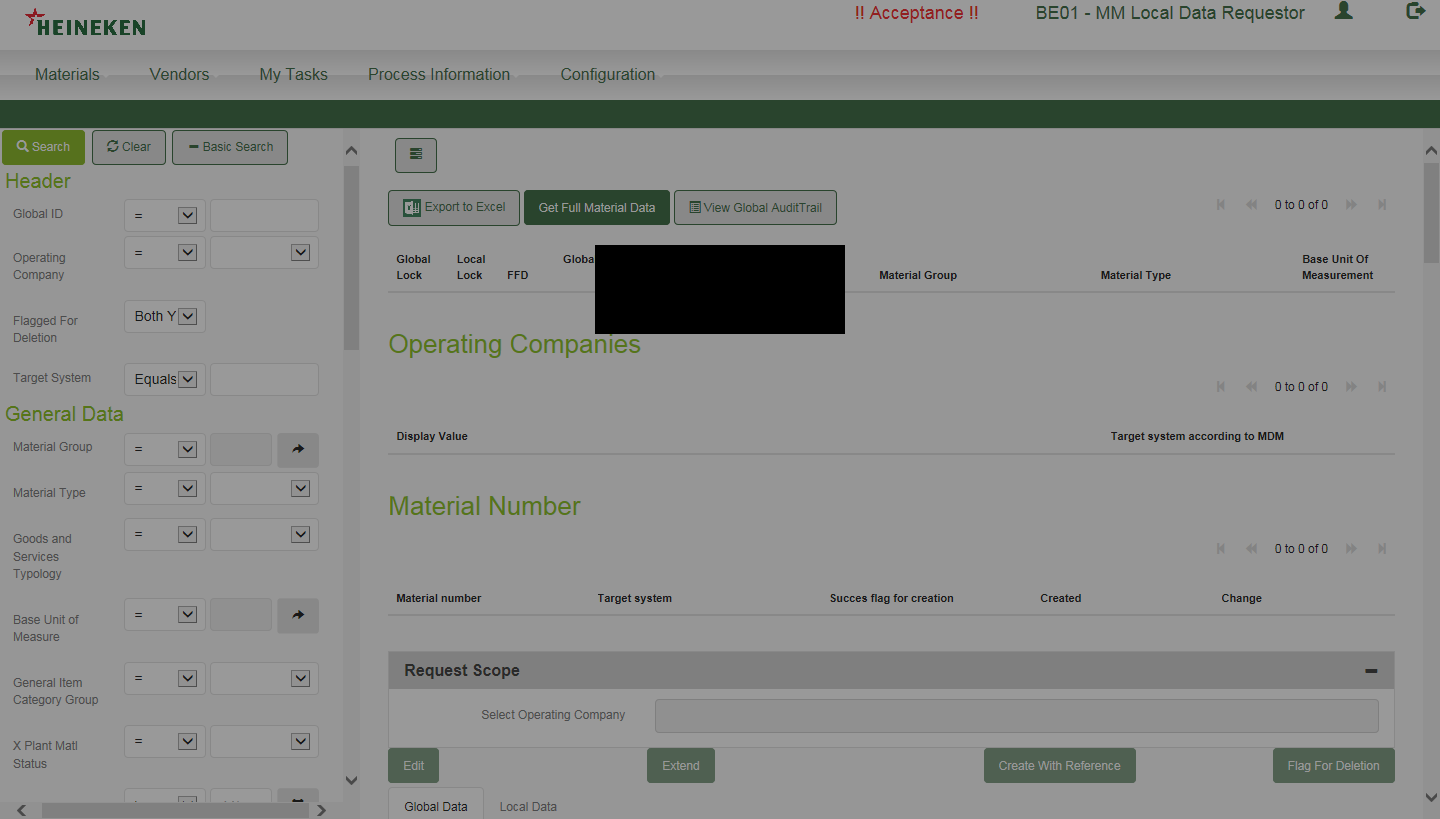 HEINEKEN
!! Acceptance !!
BE01 - MM Local Data Requestor
Materials
Vendors
My Tasks
Process Information
Configuration
Search
Clear
Basic Search
Header
Global ID
=
Operating
Company
=
Flagged For
Deletion
Both Y
Target System
Equals
General Data
Material Group
=
Material Type
=
Goods and
Services
Typology
=
Base Unit of
Measure
=
General Item
Category Group
=
X Plant Matl
Status
=
Export to Excel
Get Full Material Data
View Global AuditTrail
0 to 0 of 0
Global
Lock
Local
Lock
FFD
Globa
Material Group
Material Type
Base Unit Of
Measurement
Operating Companies
0 to 0 of 0
Display Value
Target system according to MDM
Material Number
0 to 0 of 0
Material number
Target system
Succes flag for creation
Created
Change
Request Scope
Select Operating Company
Edit
Extend
Create With Reference
Flag For Deletion
Global Data
Local Data